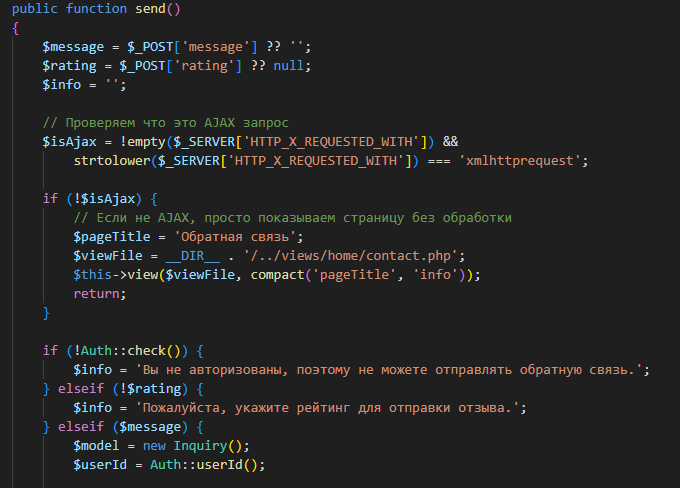 public function send()
{
    $message = $_POST['message'] ?? '';
    $rating = $_POST['rating'] ?? null;
    $info = '';

    // Проверяем что это AJAX запрос
    $isAjax = !empty($_SERVER['HTTP_X_REQUESTED_WITH']) &&
        strtolower($_SERVER['HTTP_X_REQUESTED_WITH']) === 'xmlhttprequest';

    if (!$isAjax) {
        // Если не AJAX, просто показываем страницу без обработки
        $pageTitle = 'Обратная связь';
        $viewFile = __DIR__ . '/../views/home/contact.php';
        $this->view($viewFile, compact('pageTitle', 'info'));
        return;
    }

    if (!Auth::check()) {
        $info = 'Вы не авторизованы, поэтому не можете отправлять обратную связь.';
    } elseif (!$rating) {
        $info = 'Пожалуйста, укажите рейтинг для отправки отзыва.';
    } elseif ($message) {
        $model = new Inquiry();
        $userId = Auth::userId();